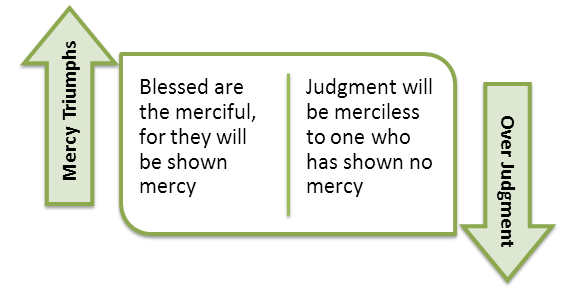 Mercy Triumphs
Blessed are
the merciful,
for they will
be shown
mercy
Judgment will
be merciless
to one who
has shown no
mercy
Over Judgment